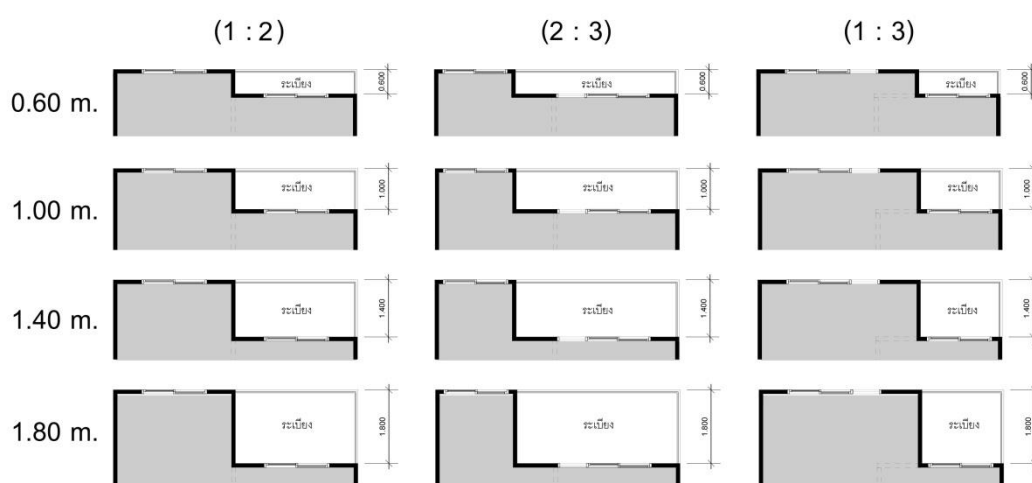 (1 : 2) (2 : 3) (1 : 3)
0.60 m. ระเบียง 0.600 ระเบียง 0.600 ระเบียง 0.600
1.00 m. ระเบียง 1.000 ระเบียง 1.000 ระเบียง 1.000
1.40 m. ระเบียง 1.400 ระเบียง 1.400 ระเบียง 1.400
1.80 m. ระเบียง 1.800 ระเบียง 1.800 ระเบียง 1.800